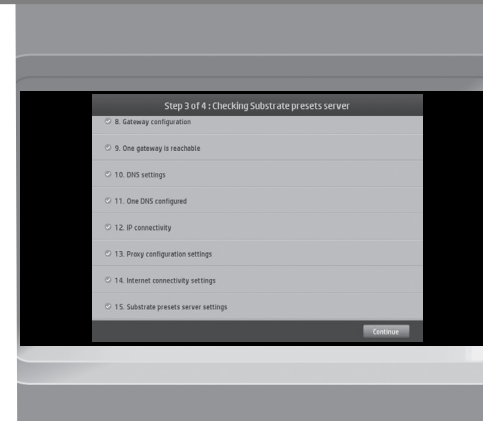 Step 3 of 4 : Checking Substrate presets server
8. Gateway configuration
9. One gateway is reachable
10. DNS settings
11. One DNS configured
12. IP connectivity
13. Proxy configuration settings
14. Internet connectivity settings
15. Substrate presets server settings
Continue